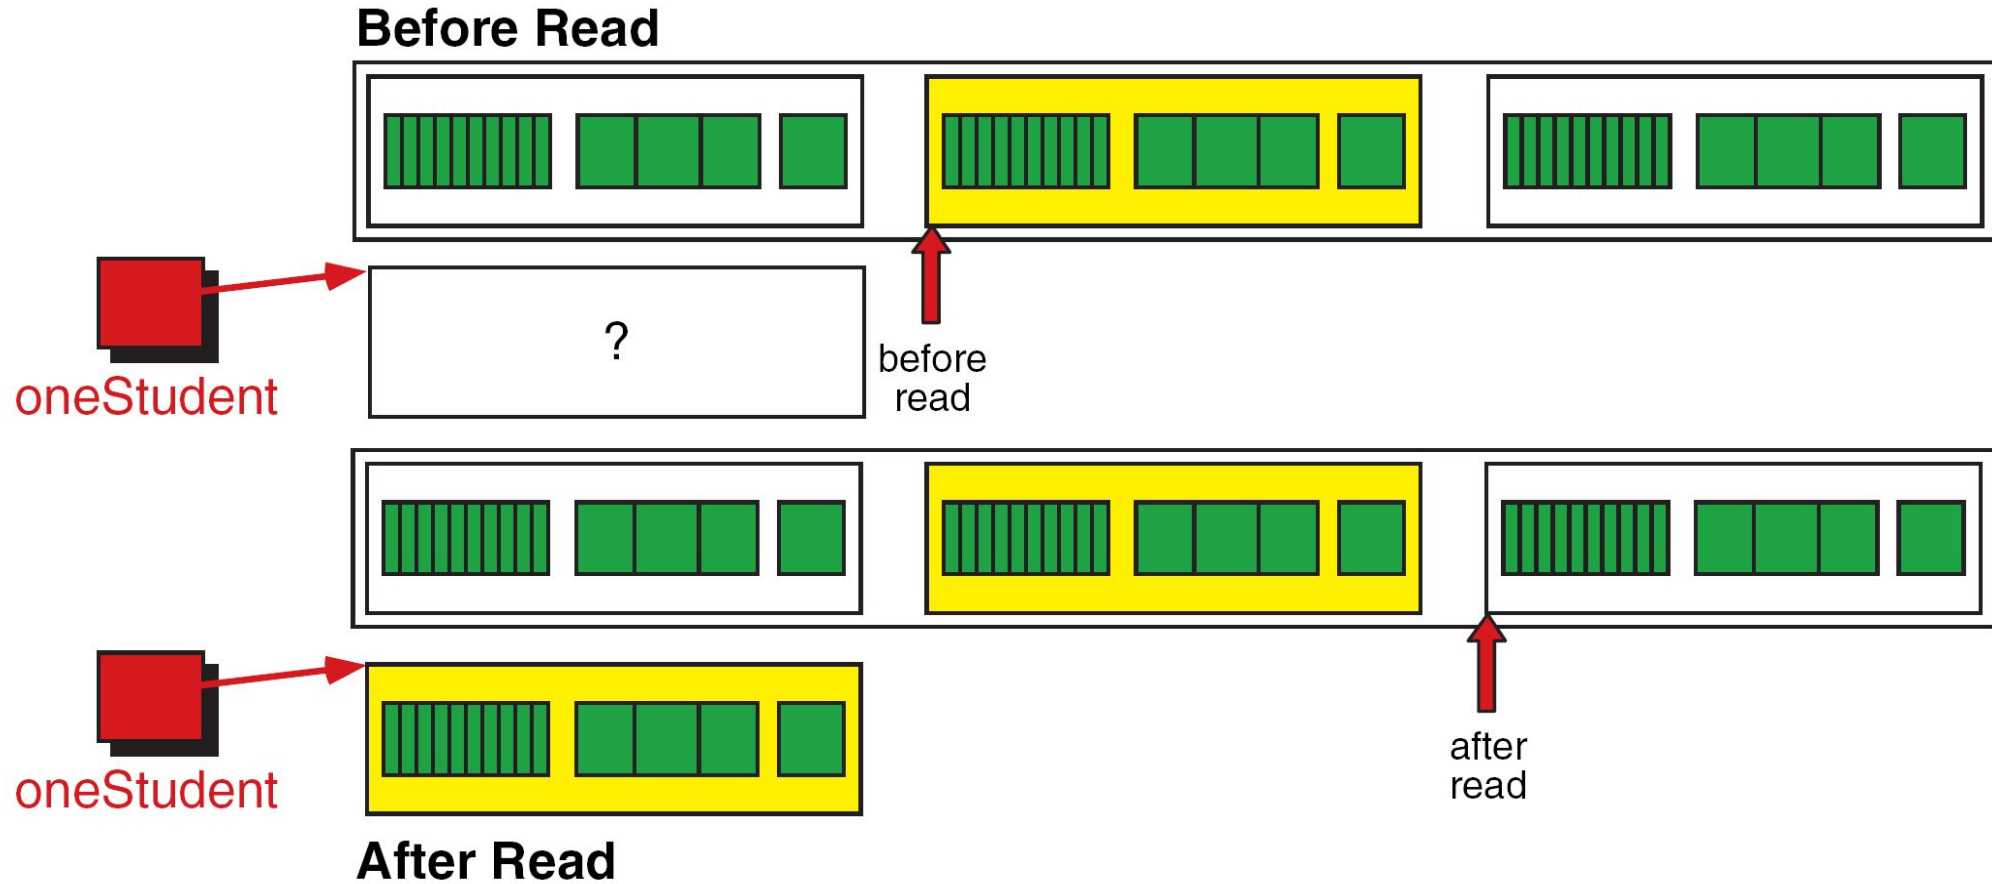 Before Read
?
oneStudent
before
read
oneStudent
after
read
After Read